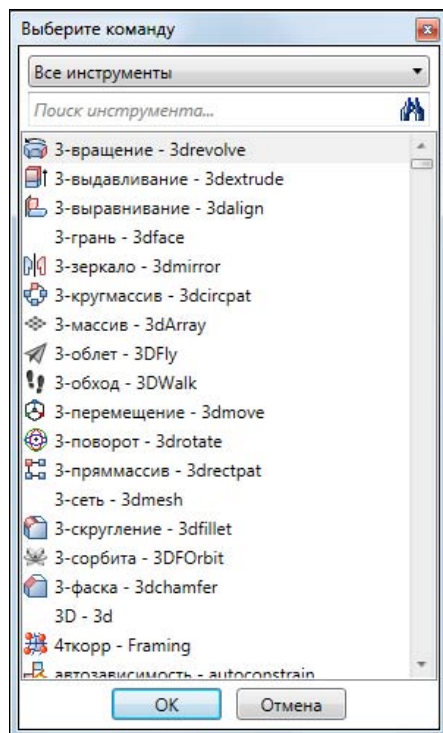 Выберите команду
Все инструменты
Поиск инструмента...
3-вращение - 3drevolve
3-выдавливание - 3dextrude
3-выравнивание - 3dalign
3-грань - 3dface
3-зеркало - 3dmirror
3-кругмассив - 3dcircpat
3-массив - 3dArray
3-облет - 3DFly
3-обход - 3DWalk
3-перемещение - 3dmove
3-поворот - 3drotate
3-пряммассив - 3drectpat
3-сеть - 3dmesh
3-скругление - 3dfillet
3-сорбита - 3DFOrbit
3-фаска - 3dchamfer
3D - 3d
4ткорр - Framing
автозависимость - autoconstrain
ОК
Отмена